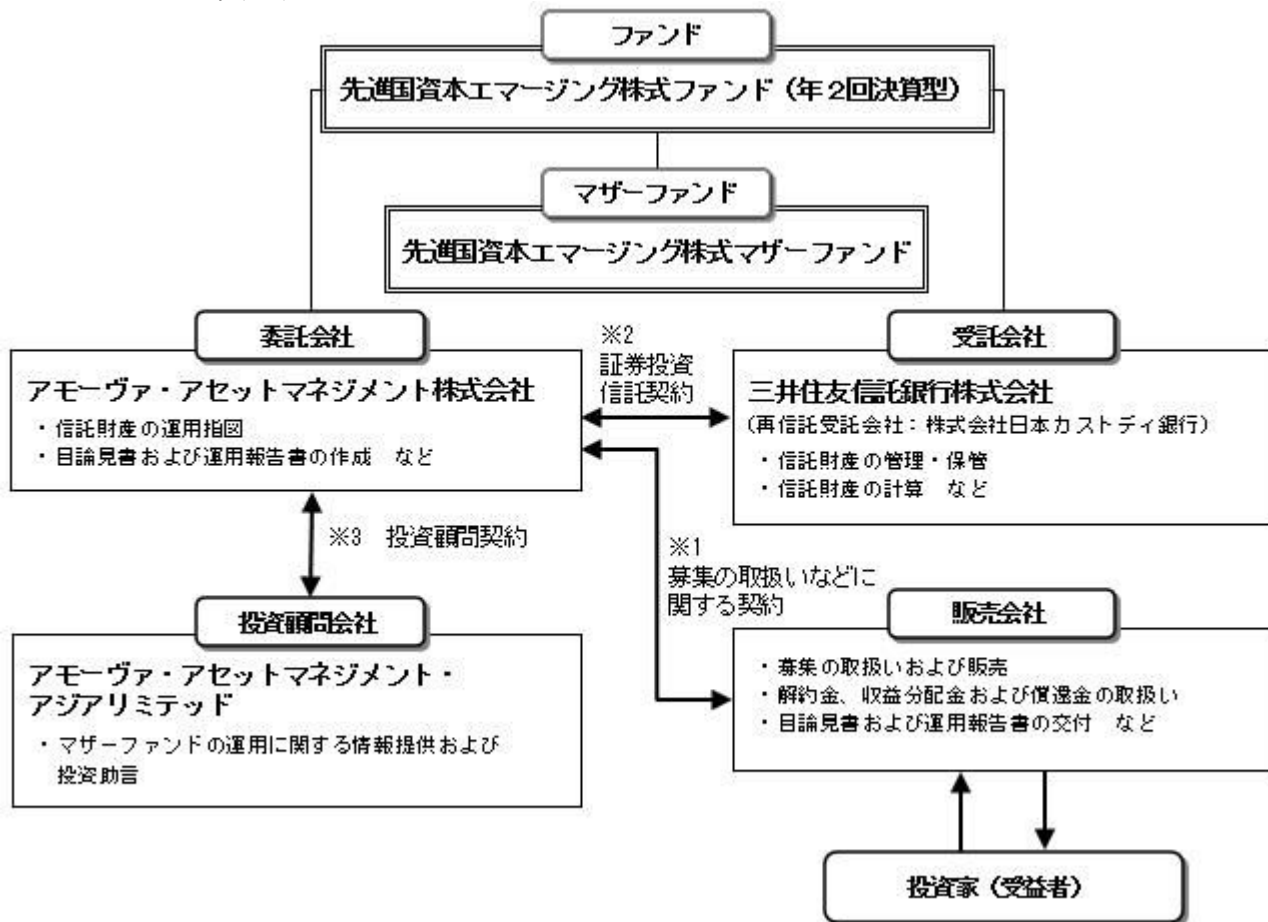 ファンド
先進国資本エマージング株式ファンド（年２回決算型）
マザーファンド
先進国資本エマージング株式マザーファンド
委託会社
アモーヴァ・アセットマネジメント株式会社
・信託財産の運用指図
・目論見書および運用報告書の作成　など
※2
証券投資
信託契約
受託会社
三井住友信託銀行株式会社
(再信託受託会社：株式会社日本カストディ銀行)
・信託財産の管理・保管
・信託財産の計算　など
※3　投資顧問契約
※1
募集の取扱いなどに
関する契約
投資顧問会社
アモーヴァ・アセットマネジメント・
アジアリミテッド
・マザーファンドの運用に関する情報提供および
投資助言
販売会社
・募集の取扱いおよび販売
・解約金、収益分配金および償還金の取扱い
・目論見書および運用報告書の交付　など
投資家（受益者）